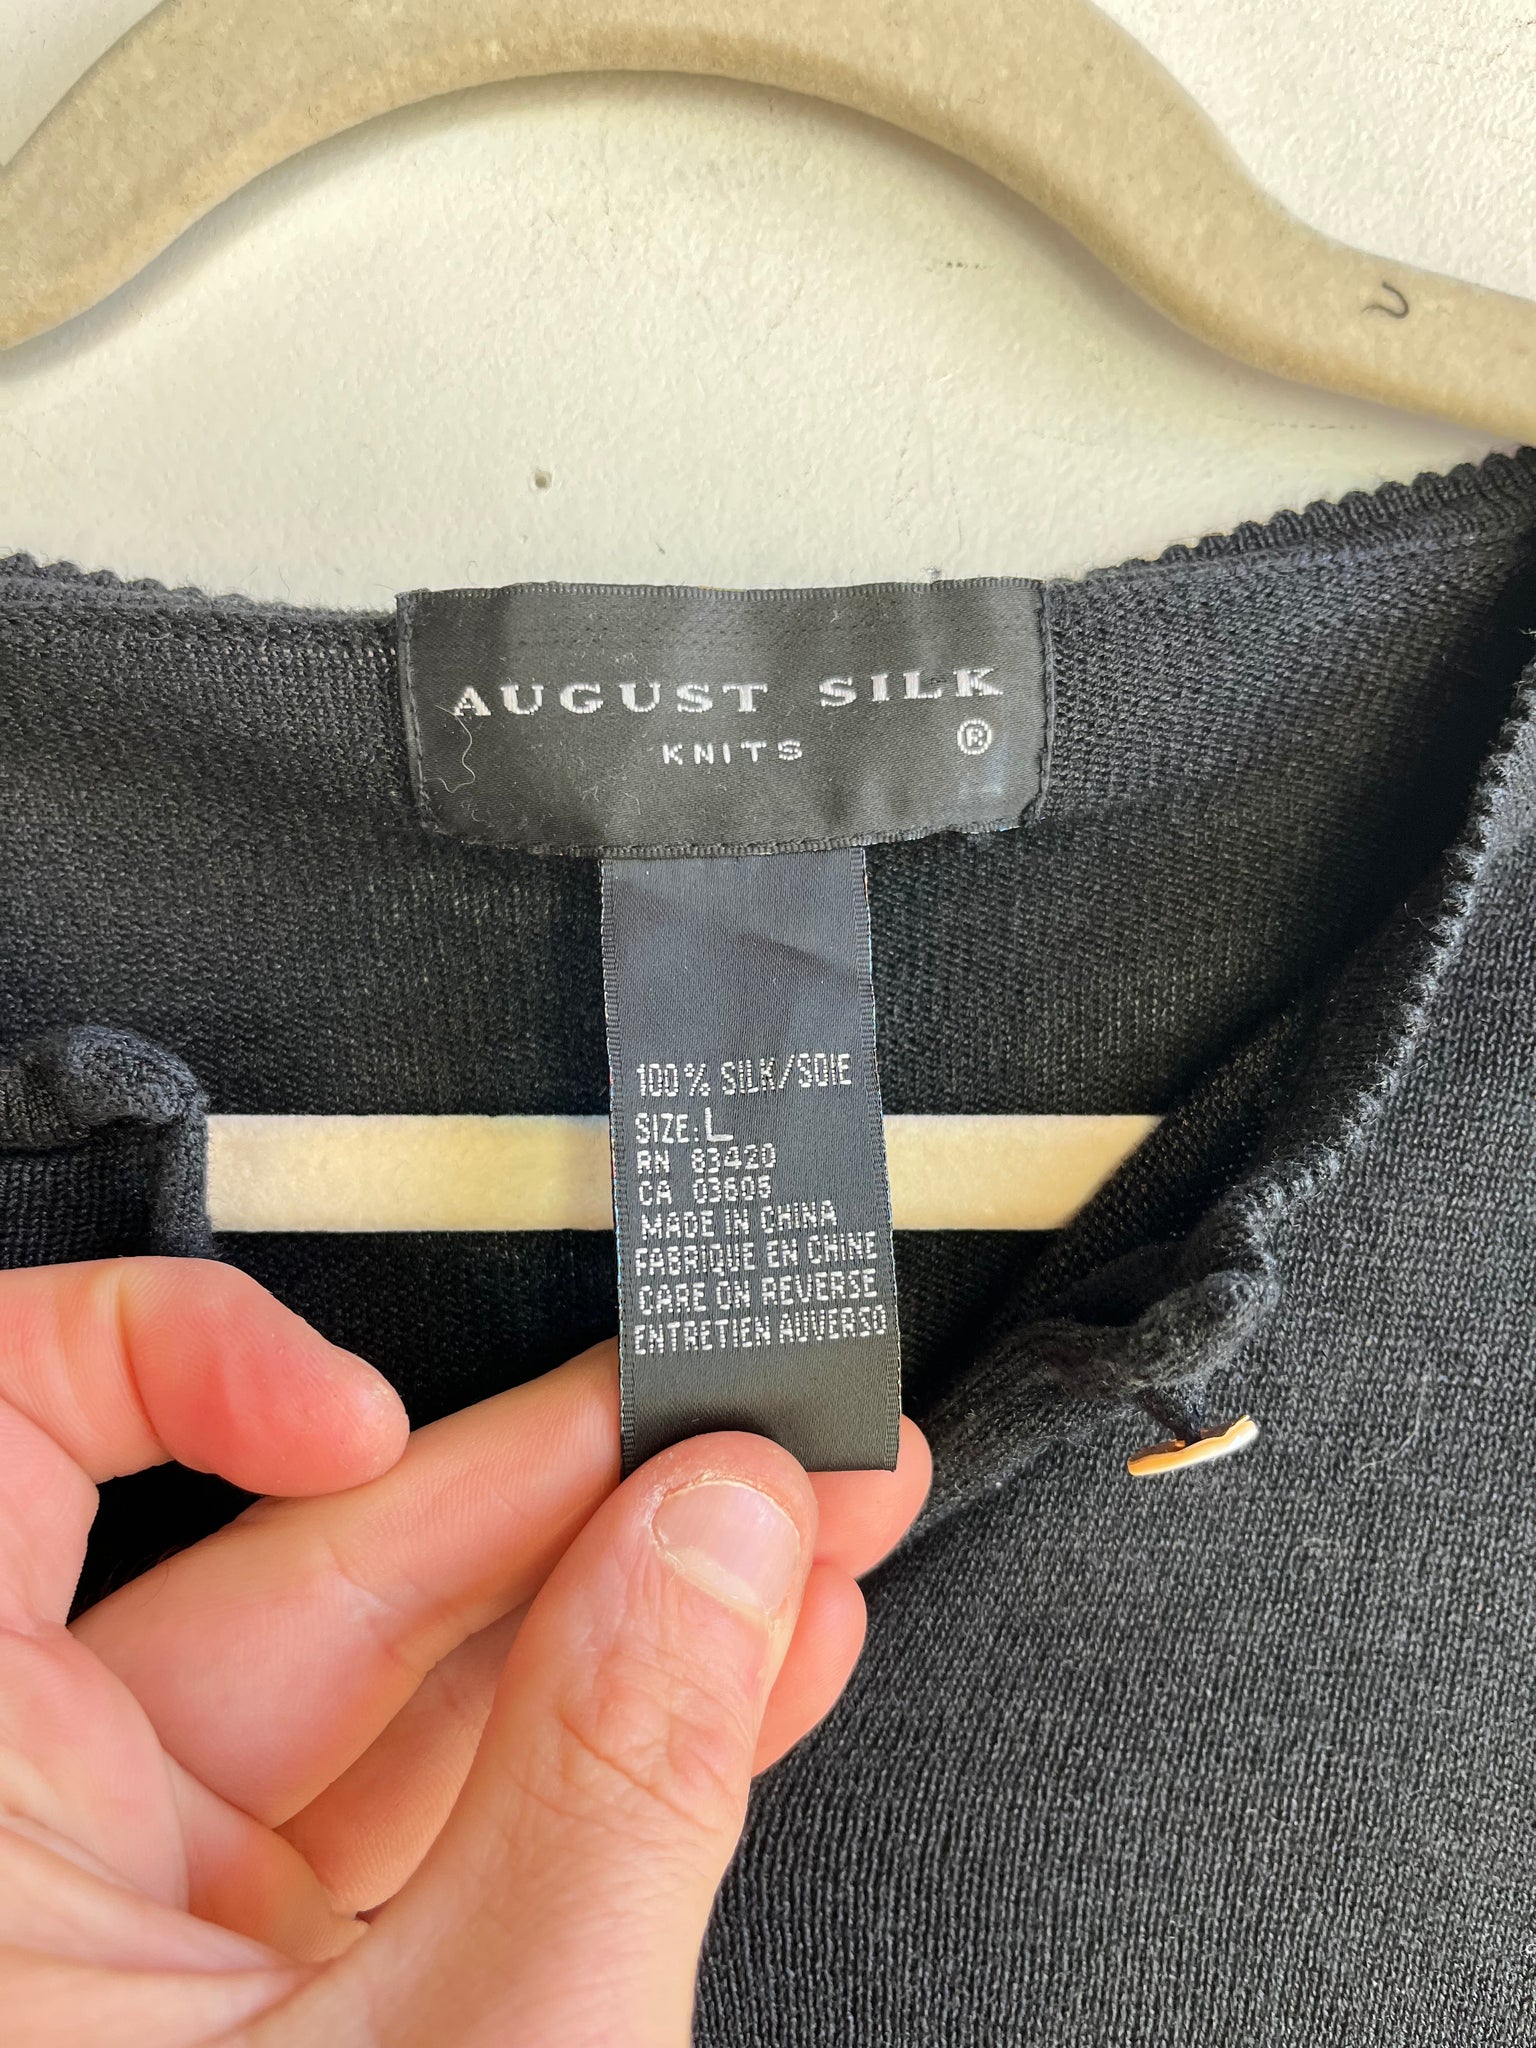 AUGUST SILK
KNITS ®
100% SILK/SOIE
SIZE: L
RN 83420
CA 03605
MADE IN CHINA
FABRIQUE EN CHINE
CARE ON REVERSE
ENTRETIEN AUVERSO